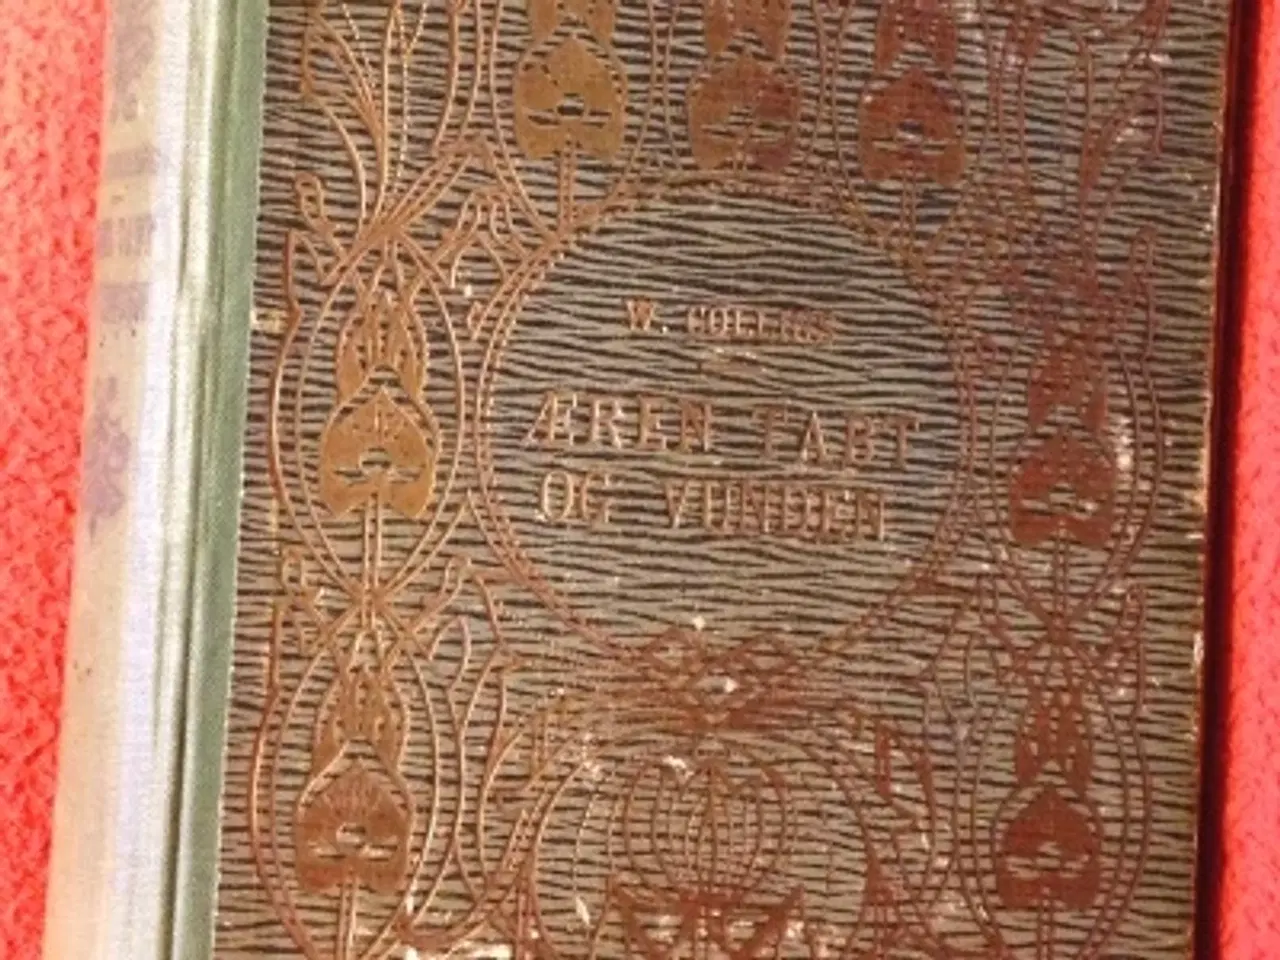 W. COLLINS
ÆREN TABT
OG VUNDEN